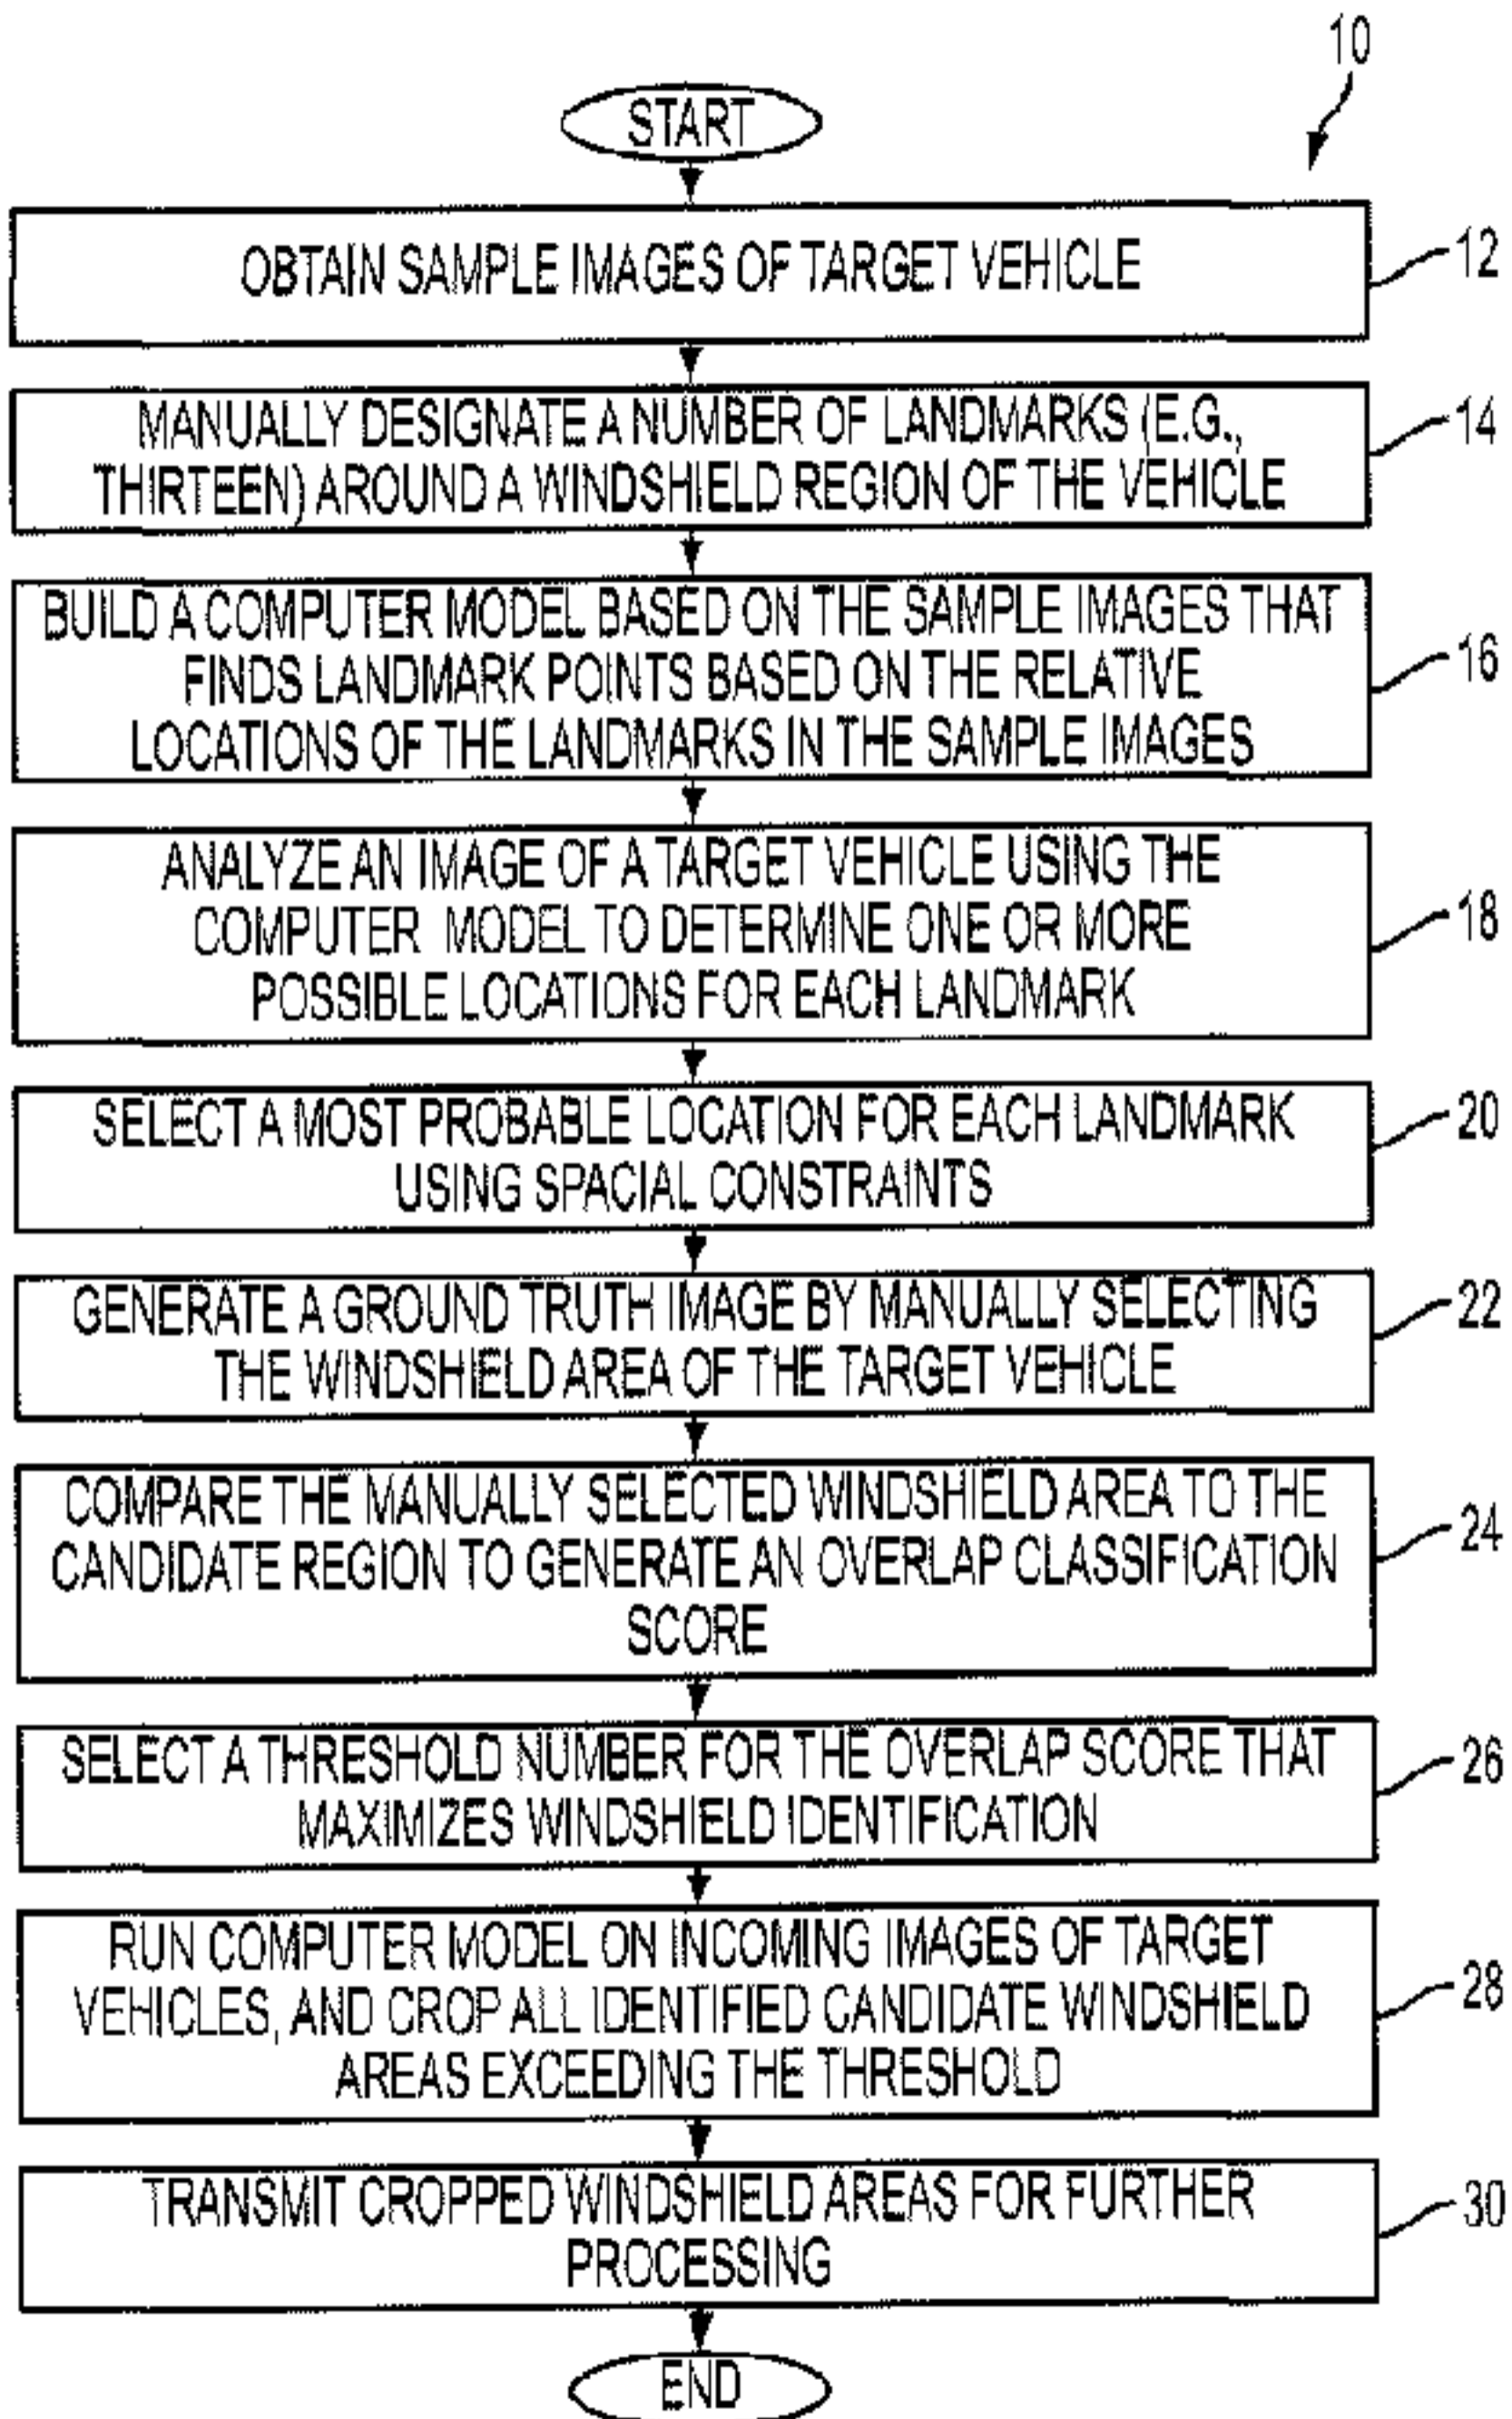 10
START
OBTAIN SAMPLE IMAGES OF TARGET VEHICLE
12
MANUALLY DESIGNATE A NUMBER OF LANDMARKS (E.G.,
THIRTEEN) AROUND A WINDSHIELD REGION OF THE VEHICLE
14
BUILD A COMPUTER MODEL BASED ON THE SAMPLE IMAGES THAT
FINDS LANDMARK POINTS BASED ON THE RELATIVE
LOCATIONS OF THE LANDMARKS IN THE SAMPLE IMAGES
16
ANALYZE AN IMAGE OF A TARGET VEHICLE USING THE
COMPUTER MODEL TO DETERMINE ONE OR MORE
POSSIBLE LOCATIONS FOR EACH LANDMARK
18
SELECT A MOST PROBABLE LOCATION FOR EACH LANDMARK
USING SPACIAL CONSTRAINTS
20
GENERATE A GROUND TRUTH IMAGE BY MANUALLY SELECTING
THE WINDSHIELD AREA OF THE TARGET VEHICLE
22
COMPARE THE MANUALLY SELECTED WINDSHIELD AREA TO THE
CANDIDATE REGION TO GENERATE AN OVERLAP CLASSIFICATION
SCORE
24
SELECT A THRESHOLD NUMBER FOR THE OVERLAP SCORE THAT
MAXIMIZES WINDSHIELD IDENTIFICATION
26
RUN COMPUTER MODEL ON INCOMING IMAGES OF TARGET
VEHICLES, AND CROP ALL IDENTIFIED CANDIDATE WINDSHIELD
AREAS EXCEEDING THE THRESHOLD
28
TRANSMIT CROPPED WINDSHIELD AREAS FOR FURTHER
PROCESSING
30
END